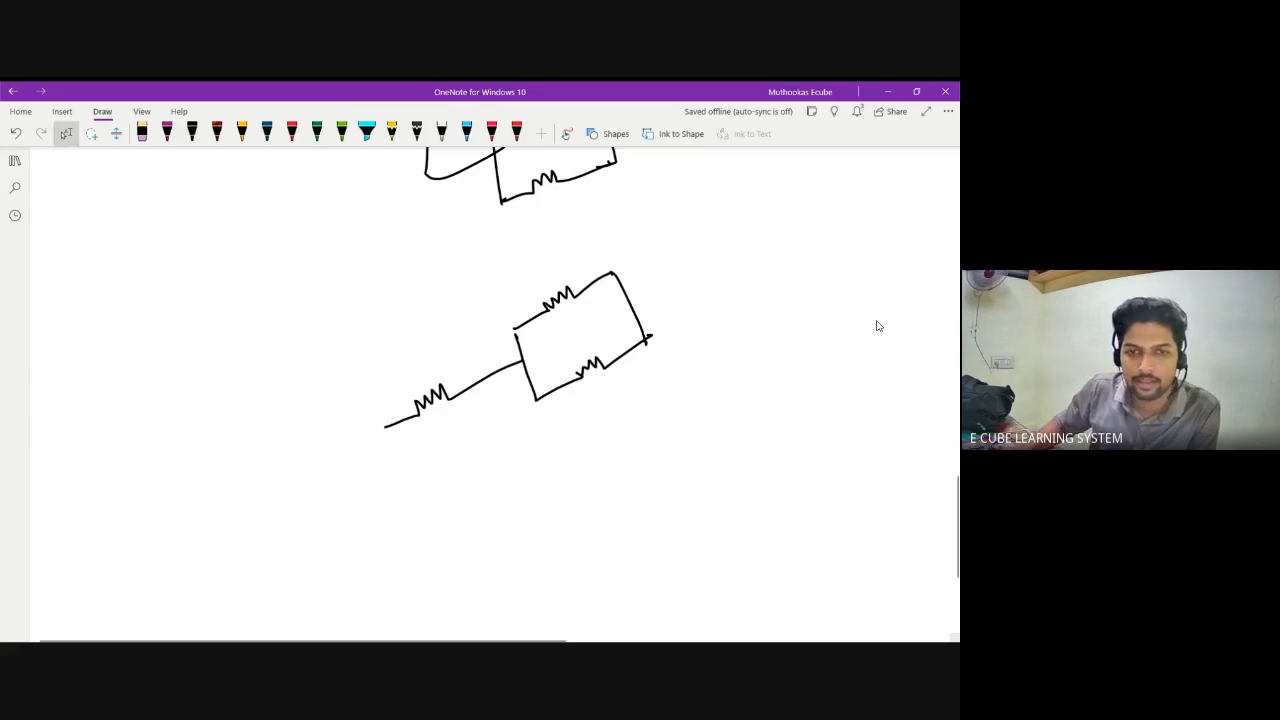 OneNote for Windows 10
Muthookas Ecube
Home Insert Draw View Help
Saved offline (auto-sync is off)
Share
Shapes
Ink to Shape
Ink to Text
E CUBE LEARNING SYSTEM